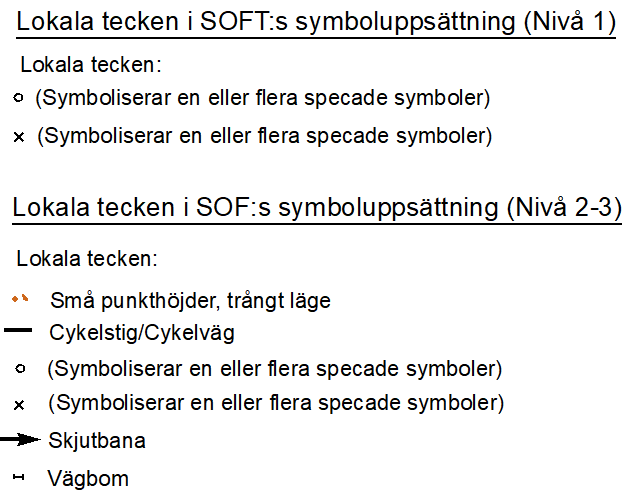 Lokala tecken i SOFT:s symboluppsättning (Nivå 1)
Lokala tecken:
(Symboliserar en eller flera specade symboler)
(Symboliserar en eller flera specade symboler)
Lokala tecken i SOF:s symboluppsättning (Nivå 2-3)
Lokala tecken:
Små punkthöjder, trångt läge
Cykelstig/Cykelväg
(Symboliserar en eller flera specade symboler)
(Symboliserar en eller flera specade symboler)
Skjutbana
Vägbom